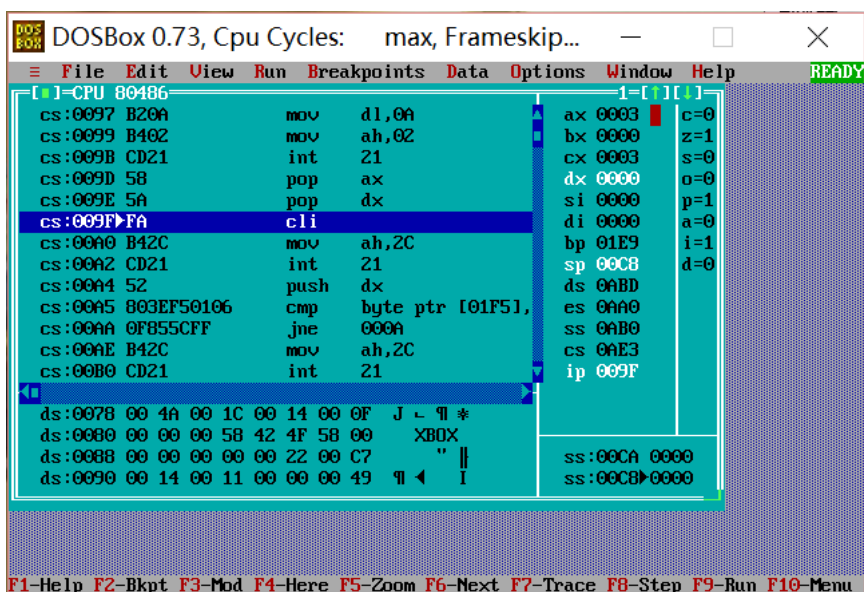 DOSBox 0.73, Cpu Cycles: max, Frameskip...
≡ File Edit View Run Breakpoints Data Options Window Help READY
[■]=CPU 80486 1=[↑][↓]
cs:0097 B20A mov dl,0A ax 0003 c=0
cs:0099 B402 mov ah,02 bx 0000 z=1
cs:009B CD21 int 21 cx 0003 s=0
cs:009D 58 pop ax dx 0000 o=0
cs:009E 5A pop dx si 0000 p=1
cs:009F►FA cli di 0000 a=0
cs:00A0 B42C mov ah,2C bp 01E9 i=1
cs:00A2 CD21 int 21 sp 00C8 d=0
cs:00A4 52 push dx ds 0ABD
cs:00A5 803EF50106 cmp byte ptr [01F5], es 0AA0
cs:00AA 0F855CFF jne 000A ss 0AB0
cs:00AE B42C mov ah,2C cs 0AE3
cs:00B0 CD21 int 21 ip 009F
ds:0078 00 4A 00 1C 00 14 00 0F J ∟ ¶ ☼
ds:0080 00 00 00 58 42 4F 58 00 XBOX
ds:0088 00 00 00 00 00 22 00 C7 " ╟ ss:00CA 0000
ds:0090 00 14 00 11 00 00 00 49 ¶ ◄ I ss:00C8►0000
F1-Help F2-Bkpt F3-Mod F4-Here F5-Zoom F6-Next F7-Trace F8-Step F9-Run F10-Menu